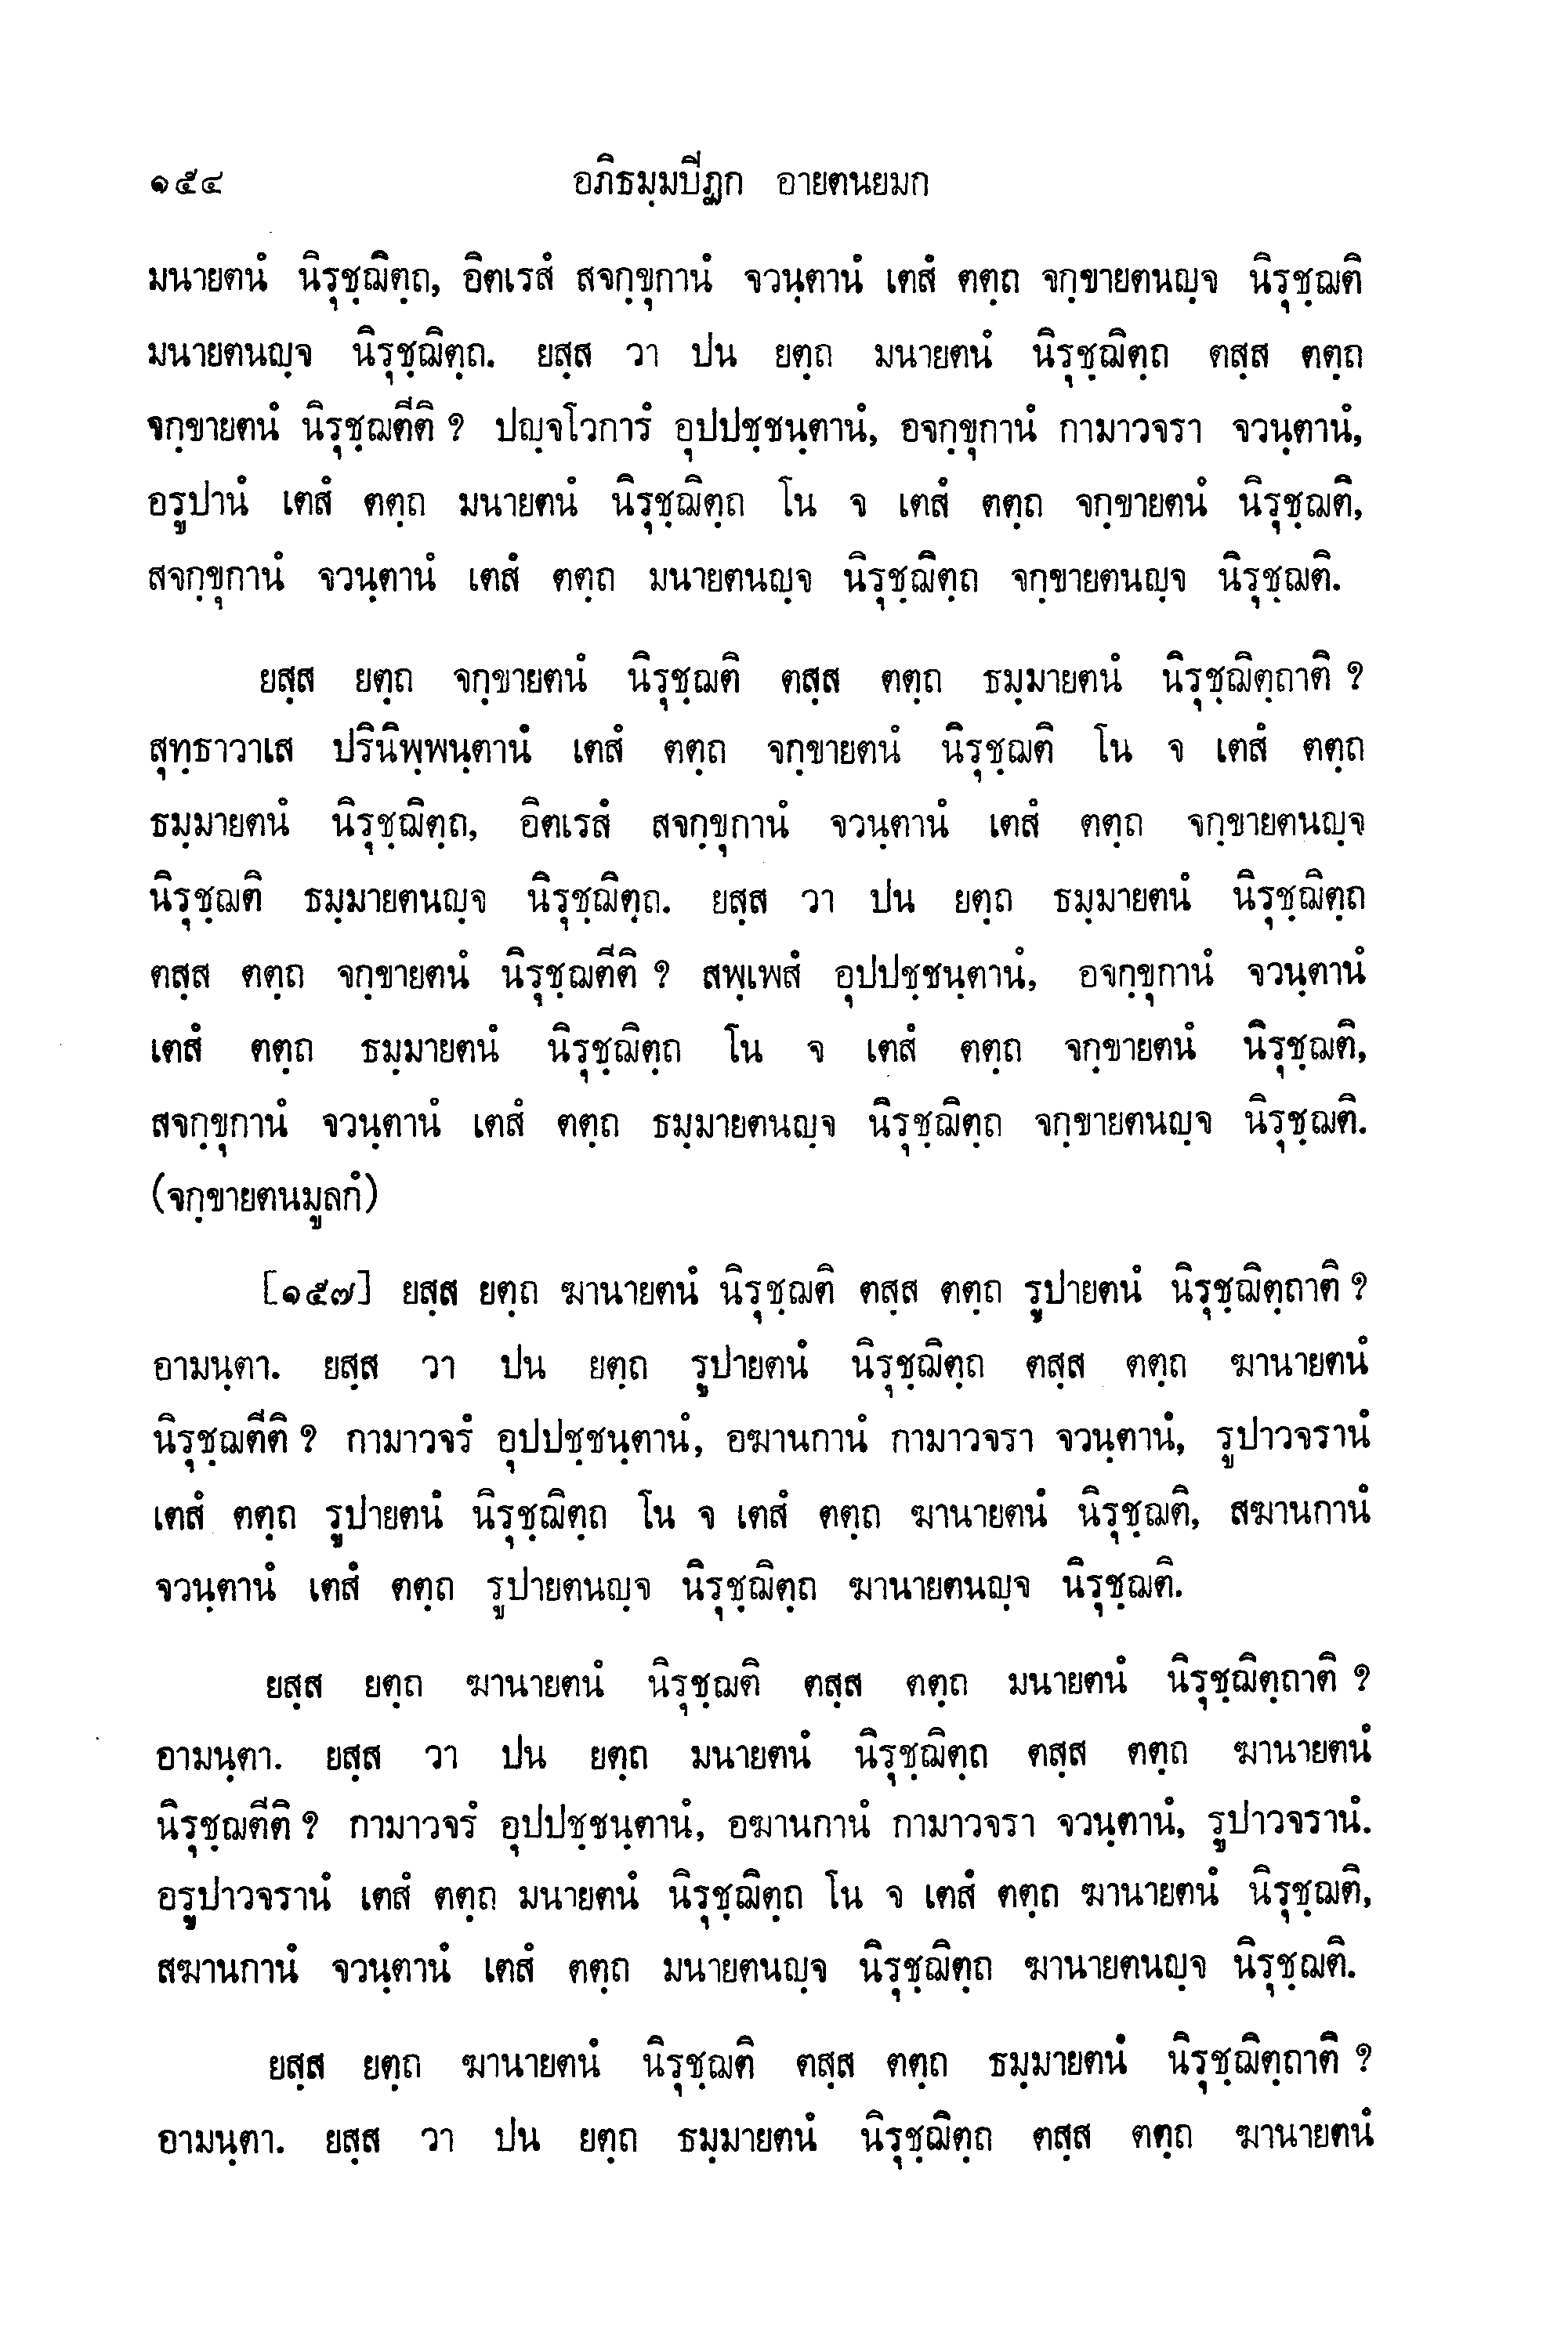 ๑๕๔ อภิธมฺมปีฏก อายตนยมก
มนายตนํ นิรุชฺฌิตฺถ, อิตเรสํ สจกฺขุกานํ จวนฺตานํ เตสํ ตตฺถ จกฺขายตนญฺจ นิรุชฺฌติ
มนายตนญฺจ นิรุชฺฌิตฺถ. ยสฺส วา ปน ยตฺถ มนายตนํ นิรุชฺฌิตฺถ ตสฺส ตตฺถ
จกฺขายตนํ นิรุชฺฌตีติ ? ปญฺจโวการํ อุปปชฺชนฺตานํ, อจกฺขุกานํ กามาวจรา จวนฺตานํ,
อรูปานํ เตสํ ตตฺถ มนายตนํ นิรุชฺฌิตฺถ โน จ เตสํ ตตฺถ จกฺขายตนํ นิรุชฺฌติ,
สจกฺขุกานํ จวนฺตานํ เตสํ ตตฺถ มนายตนญฺจ นิรุชฺฌิตฺถ จกฺขายตนญฺจ นิรุชฺฌติ.
ยสฺส ยตฺถ จกฺขายตนํ นิรุชฺฌติ ตสฺส ตตฺถ ธมฺมายตนํ นิรุชฺฌิตฺถาติ ?
สุทฺธาวาเส ปรินิพฺพนฺตานํ เตสํ ตตฺถ จกฺขายตนํ นิรุชฺฌติ โน จ เตสํ ตตฺถ
ธมฺมายตนํ นิรุชฺฌิตฺถ, อิตเรสํ สจกฺขุกานํ จวนฺตานํ เตสํ ตตฺถ จกฺขายตนญฺจ
นิรุชฺฌติ ธมฺมายตนญฺจ นิรุชฺฌิตฺถ. ยสฺส วา ปน ยตฺถ ธมฺมายตนํ นิรุชฺฌิตฺถ
ตสฺส ตตฺถ จกฺขายตนํ นิรุชฺฌตีติ ? สพฺเพสํ อุปปชฺชนฺตานํ, อจกฺขุกานํ จวนฺตานํ
เตสํ ตตฺถ ธมฺมายตนํ นิรุชฺฌิตฺถ โน จ เตสํ ตตฺถ จกฺขายตนํ นิรุชฺฌติ,
สจกฺขุกานํ จวนฺตานํ เตสํ ตตฺถ ธมฺมายตนญฺจ นิรุชฺฌิตฺถ จกฺขายตนญฺจ นิรุชฺฌติ.
(จกฺขายตนมูลกํ)
[๑๕๗] ยสฺส ยตฺถ ฆานายตนํ นิรุชฺฌติ ตสฺส ตตฺถ รูปายตนํ นิรุชฺฌิตฺถาติ ?
อามนฺตา. ยสฺส วา ปน ยตฺถ รูปายตนํ นิรุชฺฌิตฺถ ตสฺส ตตฺถ ฆานายตนํ
นิรุชฺฌตีติ ? กามาวจรํ อุปปชฺชนฺตานํ, อฆานกานํ กามาวจรา จวนฺตานํ, รูปาวจรานํ
เตสํ ตตฺถ รูปายตนํ นิรุชฺฌิตฺถ โน จ เตสํ ตตฺถ ฆานายตนํ นิรุชฺฌติ, สฆานกานํ
จวนฺตานํ เตสํ ตตฺถ รูปายตนญฺจ นิรุชฺฌิตฺถ ฆานายตนญฺจ นิรุชฺฌติ.
ยสฺส ยตฺถ ฆานายตนํ นิรุชฺฌติ ตสฺส ตตฺถ มนายตนํ นิรุชฺฌิตฺถาติ ?
อามนฺตา. ยสฺส วา ปน ยตฺถ มนายตนํ นิรุชฺฌิตฺถ ตสฺส ตตฺถ ฆานายตนํ
นิรุชฺฌตีติ ? กามาวจรํ อุปปชฺชนฺตานํ, อฆานกานํ กามาวจรา จวนฺตานํ, รูปาวจรานํ.
อรูปาวจรานํ เตสํ ตตฺถ มนายตนํ นิรุชฺฌิตฺถ โน จ เตสํ ตตฺถ ฆานายตนํ นิรุชฺฌติ,
สฆานกานํ จวนฺตานํ เตสํ ตตฺถ มนายตนญฺจ นิรุชฺฌิตฺถ ฆานายตนญฺจ นิรุชฺฌติ.
ยสฺส ยตฺถ ฆานายตนํ นิรุชฺฌติ ตสฺส ตตฺถ ธมฺมายตนํ นิรุชฺฌิตฺถาติ ?
อามนฺตา. ยสฺส วา ปน ยตฺถ ธมฺมายตนํ นิรุชฺฌิตฺถ ตสฺส ตตฺถ ฆานายตนํ